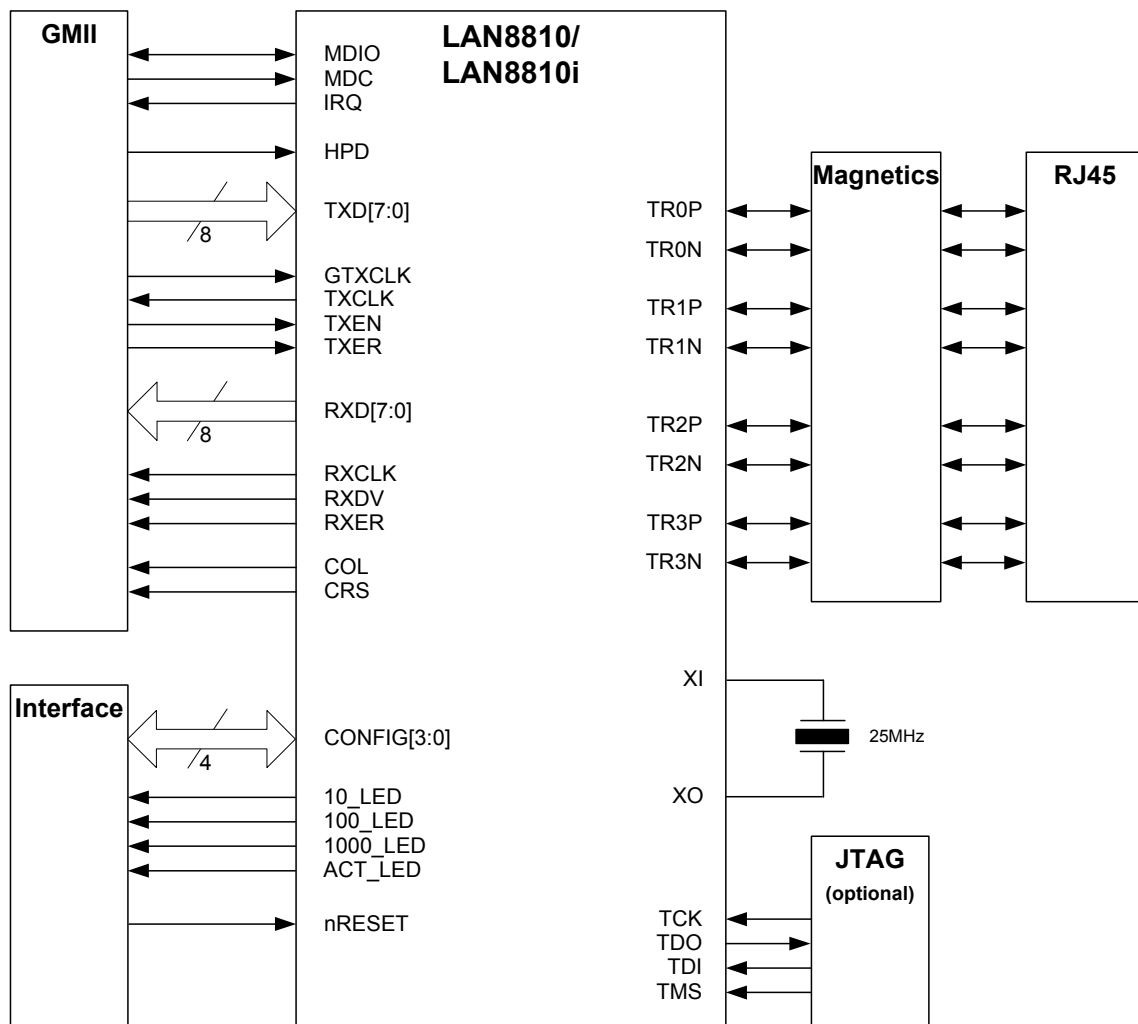 GMII
LAN8810/
LAN8810i
MDIO
MDC
IRQ
HPD
TXD[7:0]
8
GTXCLK
TXCLK
TXEN
TXER
RXD[7:0]
8
RXCLK
RXDV
RXER
COL
CRS
Magnetics
RJ45
TR0P
TR0N
TR1P
TR1N
TR2P
TR2N
TR3P
TR3N
Interface
CONFIG[3:0]
4
10_LED
100_LED
1000_LED
ACT_LED
nRESET
XI
25MHz
XO
JTAG
(optional)
TCK
TDO
TDI
TMS